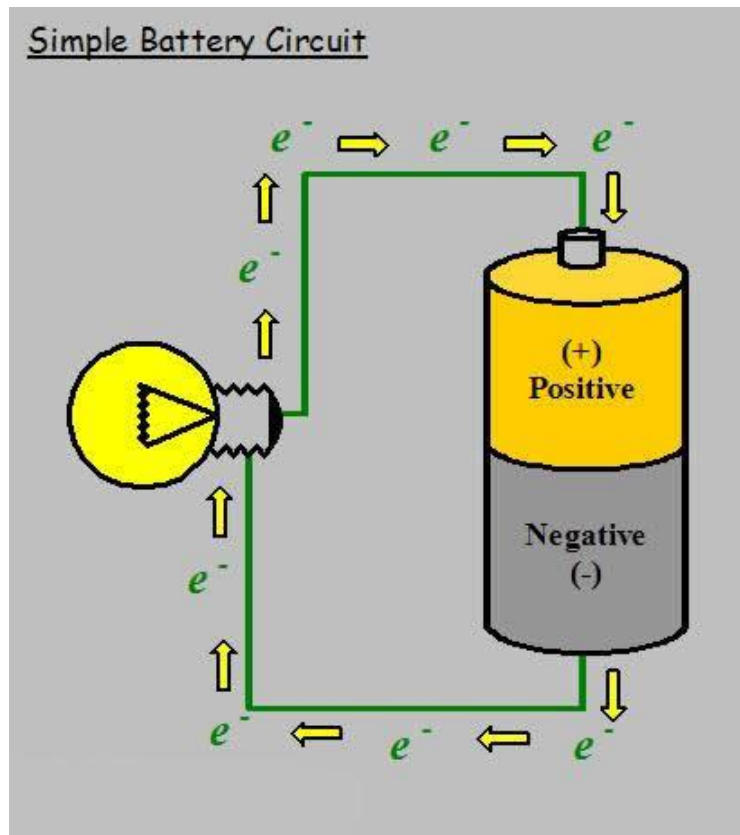 Simple Battery Circuit
e⁻ e⁻ e⁻
e⁻
(+)
Positive
Negative
(-)
e⁻
e⁻ e⁻ e⁻